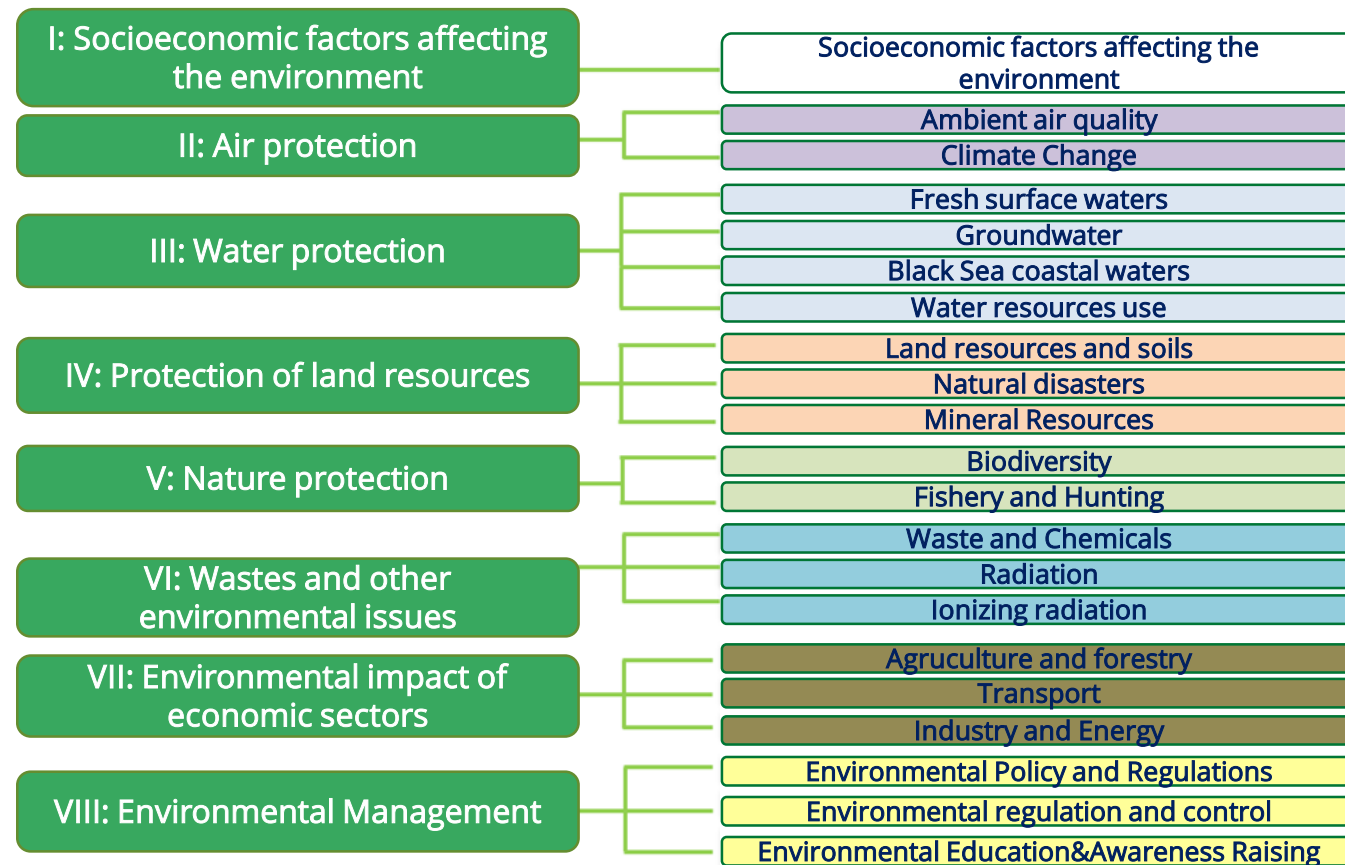 I: Socioeconomic factors affecting
the environment
Socioeconomic factors affecting the
environment
II: Air protection
Ambient air quality
Climate Change
III: Water protection
Fresh surface waters
Groundwater
Black Sea coastal waters
Water resources use
IV: Protection of land resources
Land resources and soils
Natural disasters
Mineral Resources
V: Nature protection
Biodiversity
Fishery and Hunting
VI: Wastes and other
environmental issues
Waste and Chemicals
Radiation
Ionizing radiation
VII: Environmental impact of
economic sectors
Agruculture and forestry
Transport
Industry and Energy
VIII: Environmental Management
Environmental Policy and Regulations
Environmental regulation and control
Environmental Education&Awareness Raising